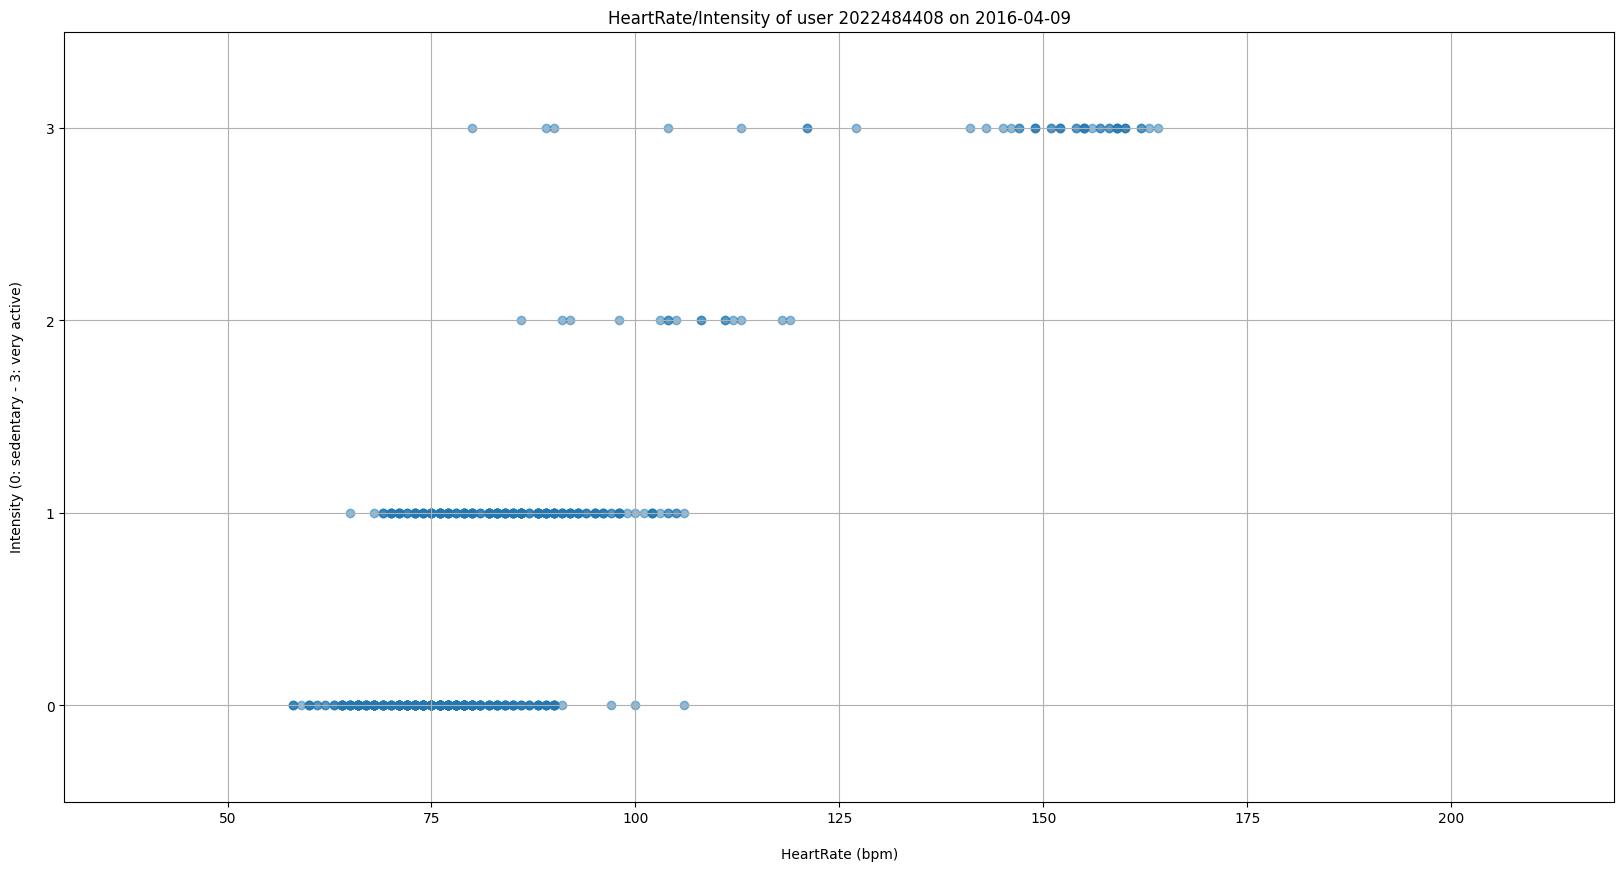 HeartRate/Intensity of user 2022484408 on 2016-04-09
Intensity (0: sedentary - 3: very active)
3
2
1
0
50 75 100 125 150 175 200
HeartRate (bpm)